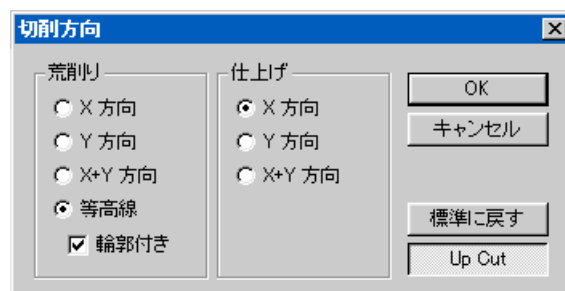 切削方向
荒削り
X 方向
Y 方向
X+Y 方向
等高線
輪郭付き
仕上げ
X 方向
Y 方向
X+Y 方向
OK
キャンセル
標準に戻す
Up Cut